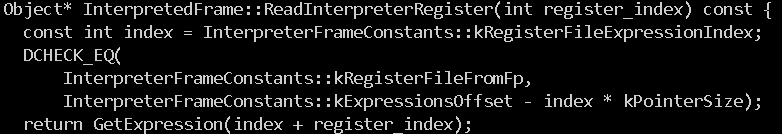 Object* InterpretedFrame::ReadInterpreterRegister(int register_index) const {
  const int index = InterpreterFrameConstants::kRegisterFileExpressionIndex;
  DCHECK_EQ(
      InterpreterFrameConstants::kRegisterFileFromFp,
      InterpreterFrameConstants::kExpressionsOffset - index * kPointerSize);
  return GetExpression(index + register_index);